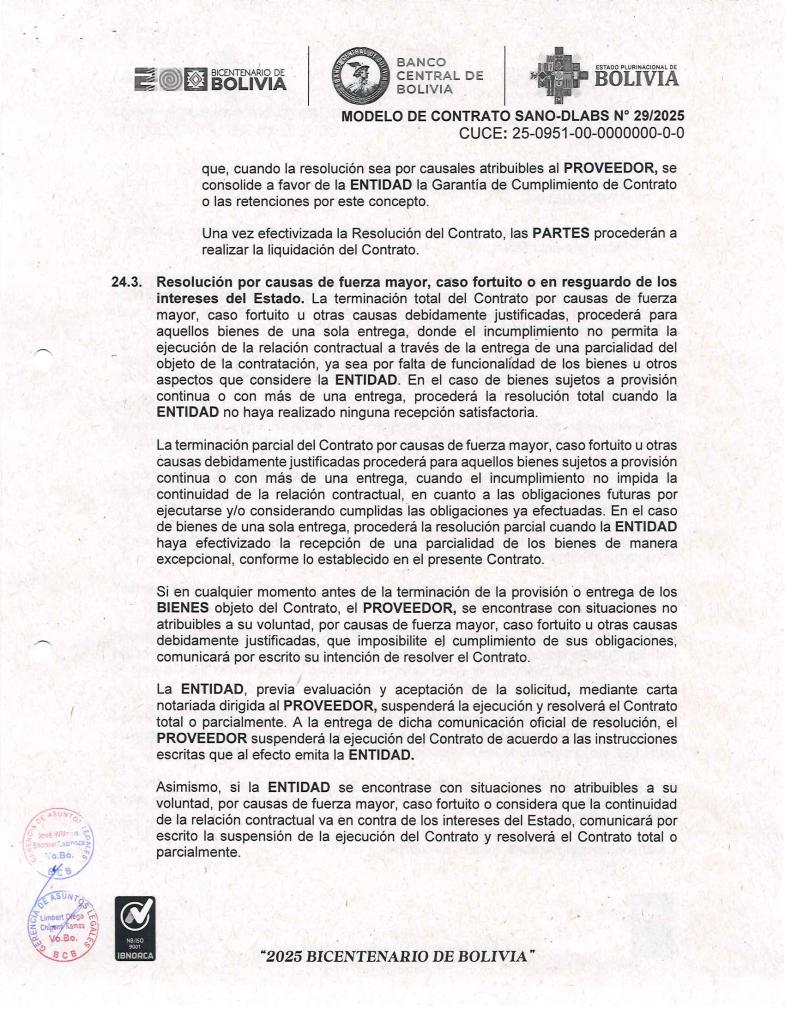 BICENTENARIO DE
BOLIVIA
BANCO CENTRAL DE BOLIVIA
BANCO
CENTRAL DE
BOLIVIA
ESTADO PLURINACIONAL DE
BOLIVIA
MODELO DE CONTRATO SANO-DLABS N° 29/2025
CUCE: 25-0951-00-0000000-0-0
que, cuando la resolución sea por causales atribuibles al PROVEEDOR, se
consolide a favor de la ENTIDAD la Garantía de Cumplimiento de Contrato
o las retenciones por este concepto.
Una vez efectivizada la Resolución del Contrato, las PARTES procederán a
realizar la liquidación del Contrato.
24.3. Resolución por causas de fuerza mayor, caso fortuito o en resguardo de los
intereses del Estado. La terminación total del Contrato por causas de fuerza
mayor, caso fortuito u otras causas debidamente justificadas, procederá para
aquellos bienes de una sola entrega, donde el incumplimiento no permita la
ejecución de la relación contractual a través de la entrega de una parcialidad del
objeto de la contratación, ya sea por falta de funcionalidad de los bienes u otros
aspectos que considere la ENTIDAD. En el caso de bienes sujetos a provisión
continua o con más de una entrega, procederá la resolución total cuando la
ENTIDAD no haya realizado ninguna recepción satisfactoria.
La terminación parcial del Contrato por causas de fuerza mayor, caso fortuito u otras
causas debidamente justificadas procederá para aquellos bienes sujetos a provisión
continua o con más de una entrega, cuando el incumplimiento no impida la
continuidad de la relación contractual, en cuanto a las obligaciones futuras por
ejecutarse y/o considerando cumplidas las obligaciones ya efectuadas. En el caso
de bienes de una sola entrega, procederá la resolución parcial cuando la ENTIDAD
haya efectivizado la recepción de una parcialidad de los bienes de manera
excepcional, conforme lo establecido en el presente Contrato.
Si en cualquier momento antes de la terminación de la provisión o entrega de los
BIENES objeto del Contrato, el PROVEEDOR, se encontrase con situaciones no
atribuibles a su voluntad, por causas de fuerza mayor, caso fortuito u otras causas
debidamente justificadas, que imposibilite el cumplimiento de sus obligaciones,
comunicará por escrito su intención de resolver el Contrato.
La ENTIDAD, previa evaluación y aceptación de la solicitud, mediante carta
notariada dirigida al PROVEEDOR, suspenderá la ejecución y resolverá el Contrato
total o parcialmente. A la entrega de dicha comunicación oficial de resolución, el
PROVEEDOR suspenderá la ejecución del Contrato de acuerdo a las instrucciones
escritas que al efecto emita la ENTIDAD.
Asimismo, si la ENTIDAD se encontrase con situaciones no atribuibles a su
voluntad, por causas de fuerza mayor, caso fortuito o considera que la continuidad
de la relación contractual va en contra de los intereses del Estado, comunicará por
escrito la suspensión de la ejecución del Contrato y resolverá el Contrato total o
parcialmente.
GERENCIA DE ASUNTOS LEGALES
Vo.Bo.
BCB
GERENCIA DE ASUNTOS LEGALES
Limbert Diego
Vo.Bo.
BCB
NB/ISO
9001
IBNORCA
"2025 BICENTENARIO DE BOLIVIA"